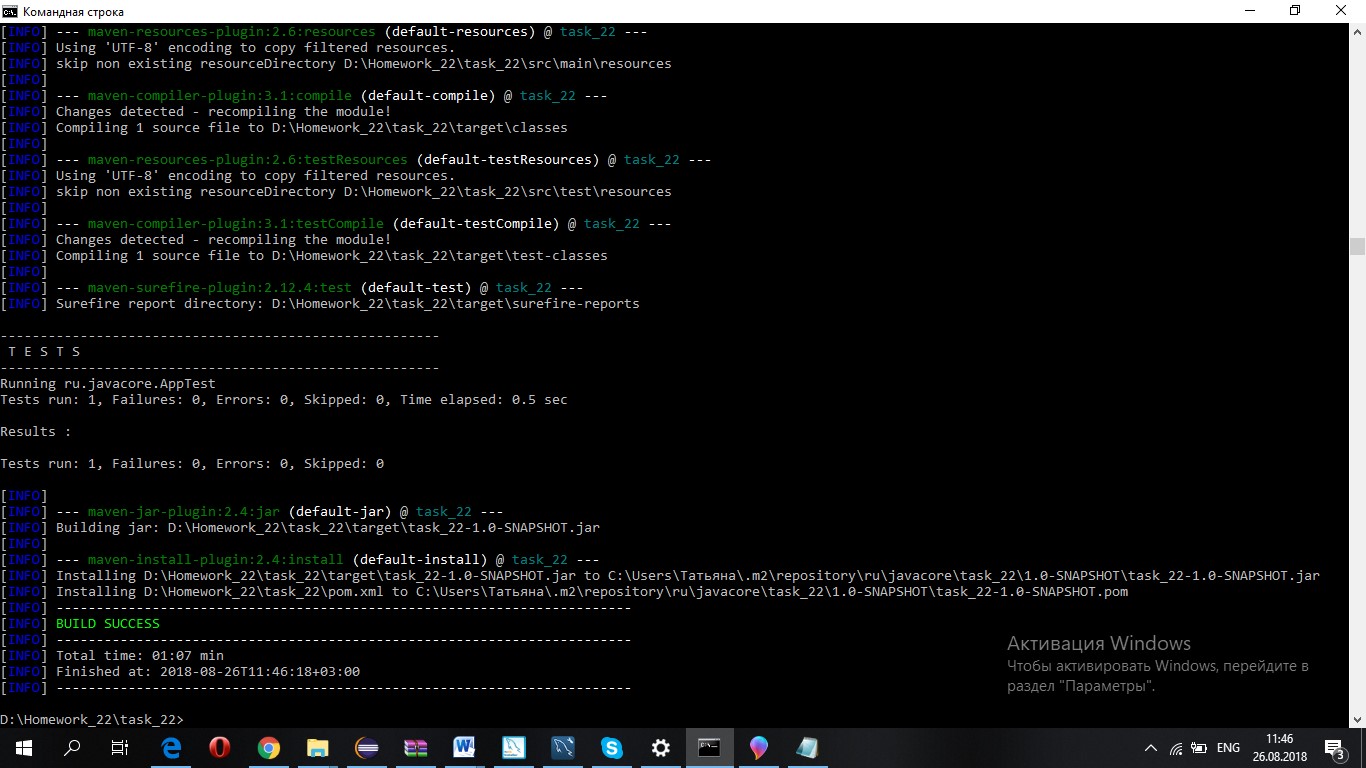 Командная строка
[INFO] --- maven-resources-plugin:2.6:resources (default-resources) @ task_22 ---
[INFO] Using 'UTF-8' encoding to copy filtered resources.
[INFO] skip non existing resourceDirectory D:\Homework_22\task_22\src\main\resources
[INFO]
[INFO] --- maven-compiler-plugin:3.1:compile (default-compile) @ task_22 ---
[INFO] Changes detected - recompiling the module!
[INFO] Compiling 1 source file to D:\Homework_22\task_22\target\classes
[INFO]
[INFO] --- maven-resources-plugin:2.6:testResources (default-testResources) @ task_22 ---
[INFO] Using 'UTF-8' encoding to copy filtered resources.
[INFO] skip non existing resourceDirectory D:\Homework_22\task_22\src\test\resources
[INFO]
[INFO] --- maven-compiler-plugin:3.1:testCompile (default-testCompile) @ task_22 ---
[INFO] Changes detected - recompiling the module!
[INFO] Compiling 1 source file to D:\Homework_22\task_22\target\test-classes
[INFO]
[INFO] --- maven-surefire-plugin:2.12.4:test (default-test) @ task_22 ---
[INFO] Surefire report directory: D:\Homework_22\task_22\target\surefire-reports
-------------------------------------------------------
T E S T S
-------------------------------------------------------
Running ru.javacore.AppTest
Tests run: 1, Failures: 0, Errors: 0, Skipped: 0, Time elapsed: 0.5 sec
Results :
Tests run: 1, Failures: 0, Errors: 0, Skipped: 0
[INFO]
[INFO] --- maven-jar-plugin:2.4:jar (default-jar) @ task_22 ---
[INFO] Building jar: D:\Homework_22\task_22\target\task_22-1.0-SNAPSHOT.jar
[INFO]
[INFO] --- maven-install-plugin:2.4:install (default-install) @ task_22 ---
[INFO] Installing D:\Homework_22\task_22\target\task_22-1.0-SNAPSHOT.jar to C:\Users\Татьяна\.m2\repository\ru\javacore\task_22\1.0-SNAPSHOT\task_22-1.0-SNAPSHOT.jar
[INFO] Installing D:\Homework_22\task_22\pom.xml to C:\Users\Татьяна\.m2\repository\ru\javacore\task_22\1.0-SNAPSHOT\task_22-1.0-SNAPSHOT.pom
[INFO] ------------------------------------------------------------------------
[INFO] BUILD SUCCESS
[INFO] ------------------------------------------------------------------------
[INFO] Total time: 01:07 min
[INFO] Finished at: 2018-08-26T11:46:18+03:00
[INFO] ------------------------------------------------------------------------
D:\Homework_22\task_22>
Активация Windows
Чтобы активировать Windows, перейдите в
раздел "Параметры".
ENG
11:46
26.08.2018
3